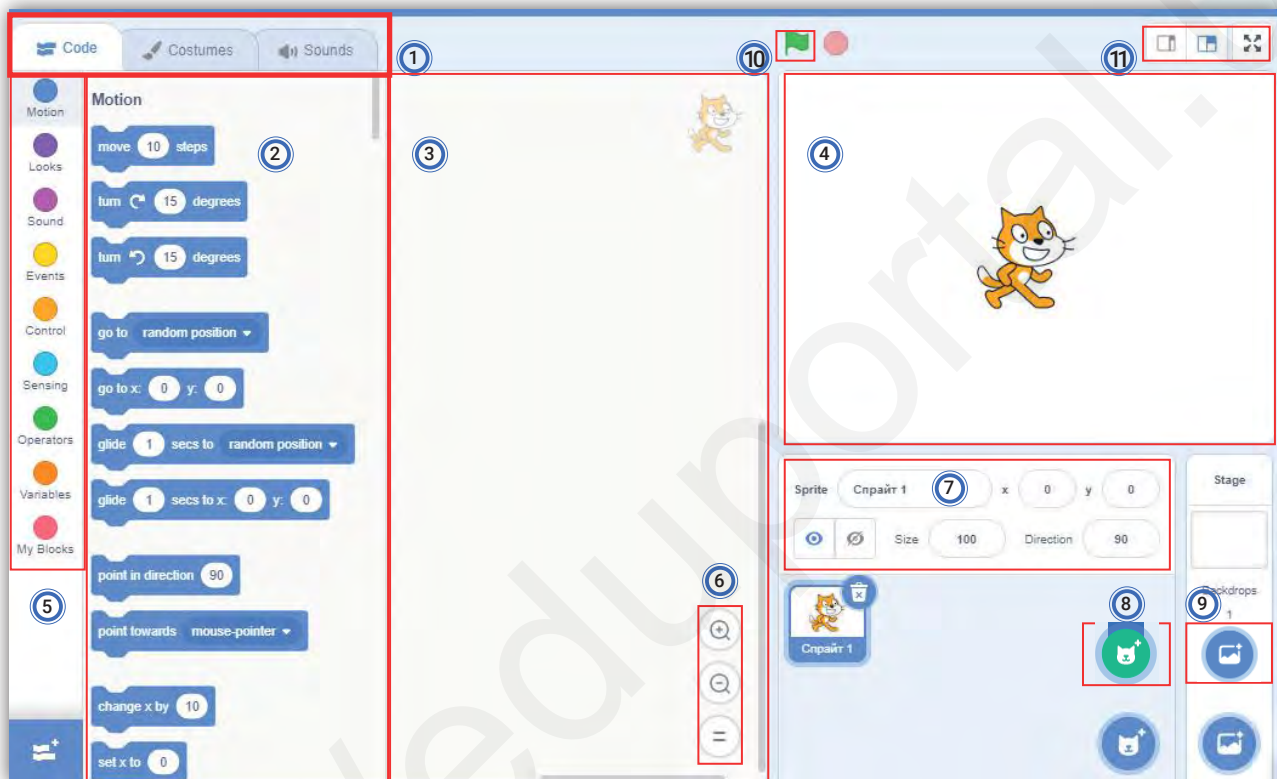 Code Costumes Sounds
1
10
11
Motion
Looks
Sound
Events
Control
Sensing
Operators
Variables
My Blocks
5
Motion
move 10 steps
2
turn 15 degrees
turn 15 degrees
go to random position
go to x: 0 y: 0
glide 1 secs to random position
glide 1 secs to x: 0 y: 0
point in direction 90
point towards mouse-pointer
change x by 10
set x to 0
3
6
4
Sprite Спрайт 1 7 x 0 y 0
Size 100 Direction 90
Спрайт 1
8
Stage
Backdrops
1
9
eduportal.